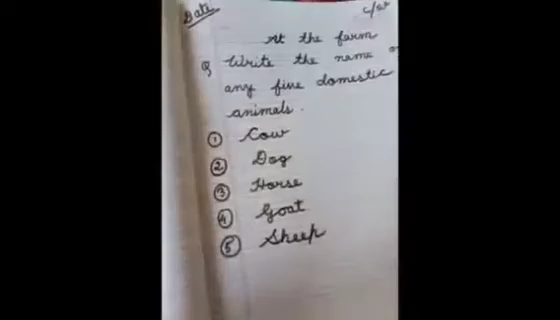 Date
c/w
At the farm
Q Write the name of
any five domestic
animals.
① Cow
② Dog
③ Horse
④ Goat
⑤ Sheep